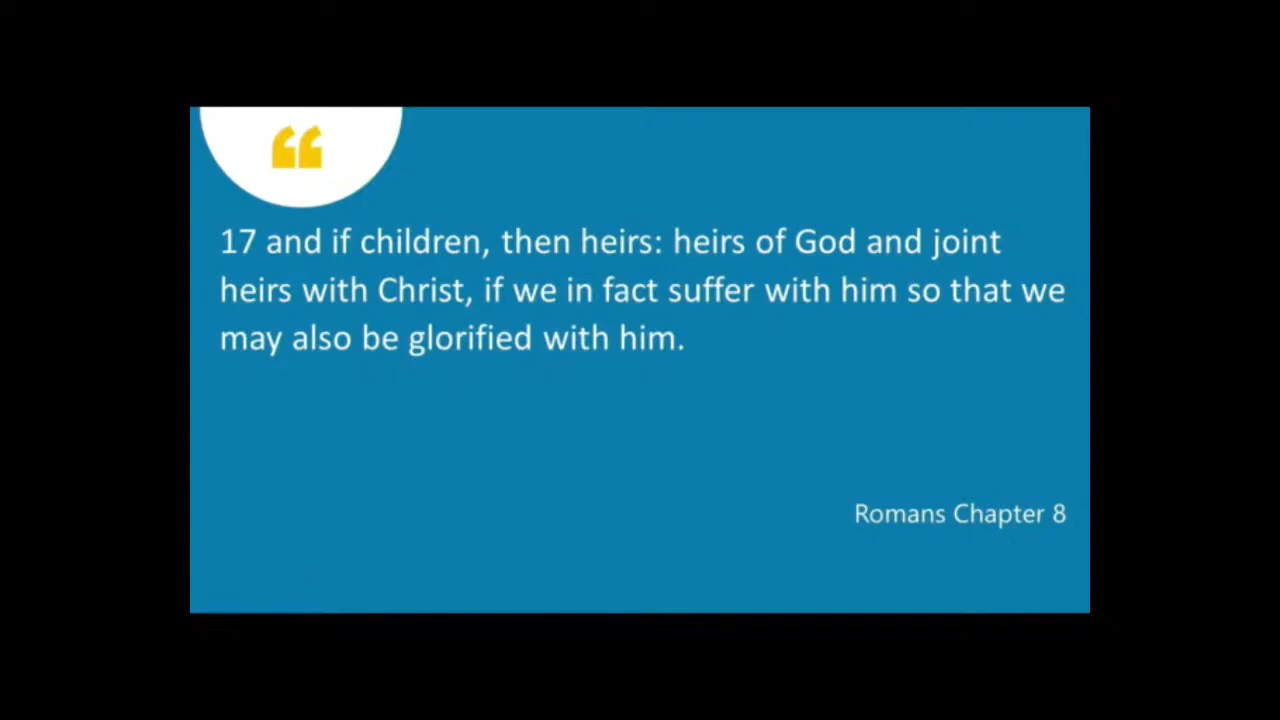 “
17 and if children, then heirs: heirs of God and joint
heirs with Christ, if we in fact suffer with him so that we
may also be glorified with him.
Romans Chapter 8